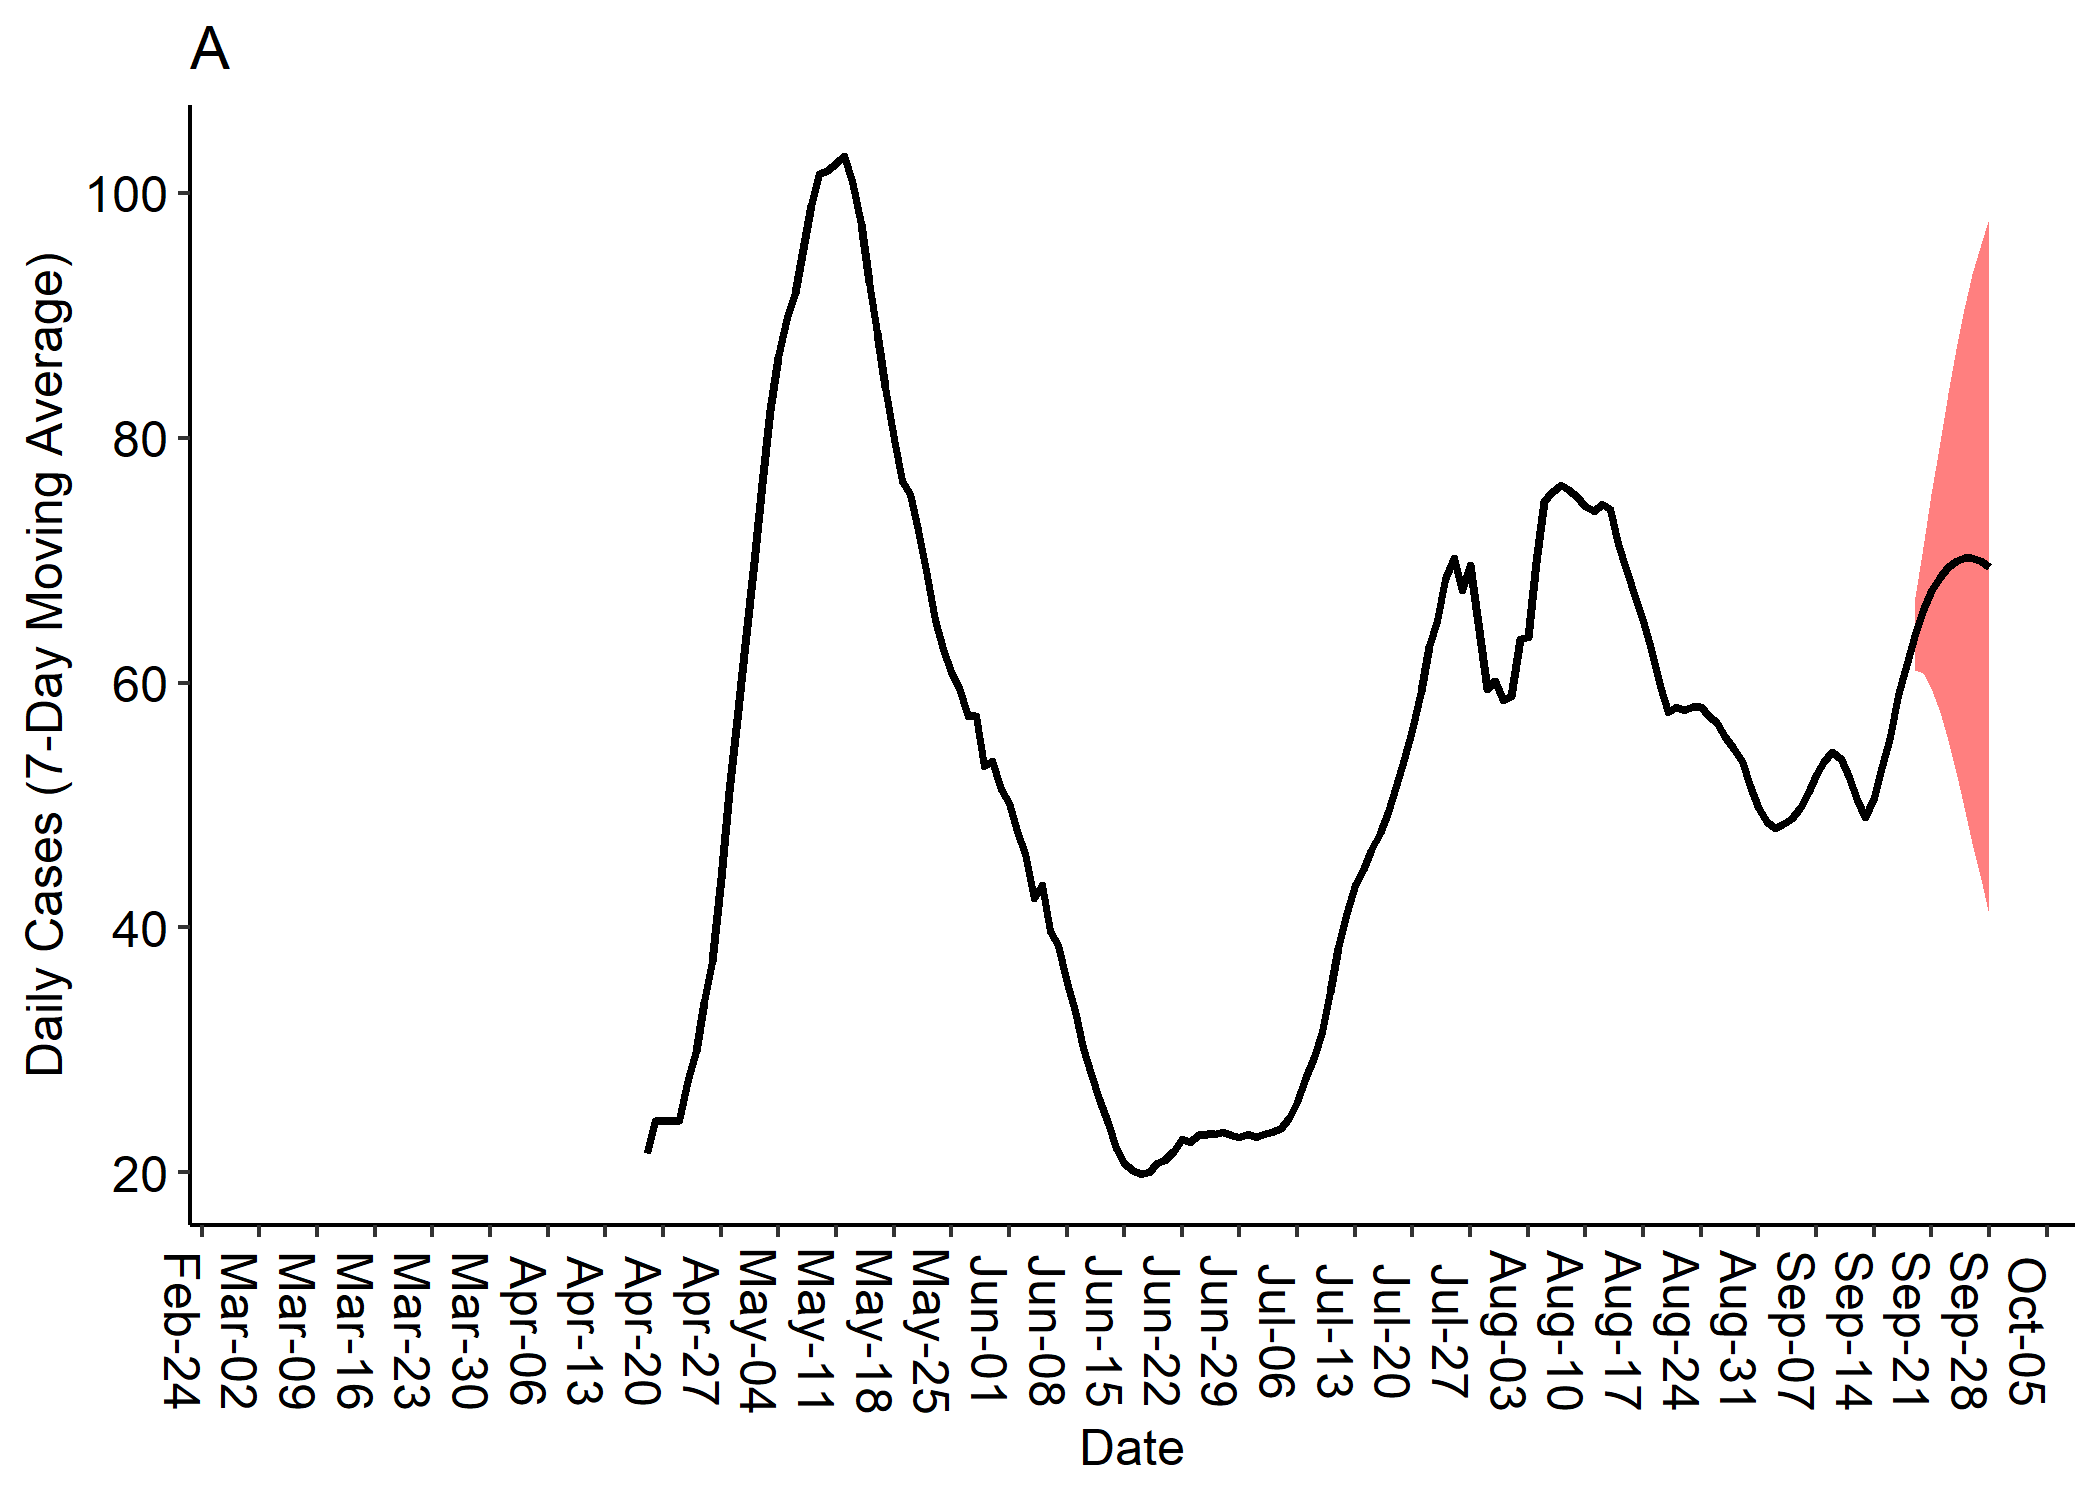 A
Daily Cases (7-Day Moving Average)
100
80
60
40
20
Feb-24
Mar-02
Mar-09
Mar-16
Mar-23
Mar-30
Apr-06
Apr-13
Apr-20
Apr-27
May-04
May-11
May-18
May-25
Jun-01
Jun-08
Jun-15
Jun-22
Jun-29
Jul-06
Jul-13
Jul-20
Jul-27
Aug-03
Aug-10
Aug-17
Aug-24
Aug-31
Sep-07
Sep-14
Sep-21
Sep-28
Oct-05
Date